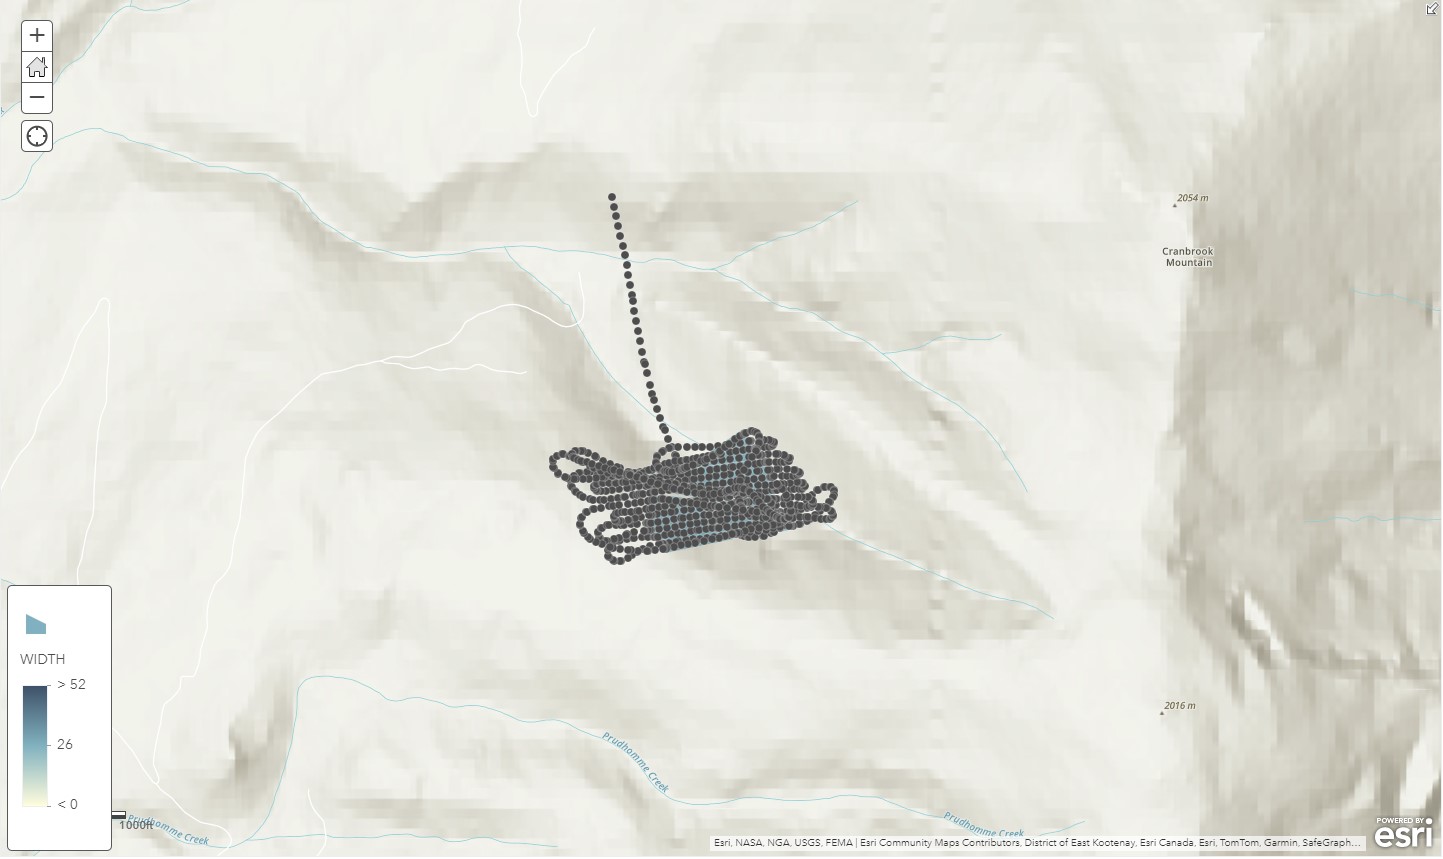 +
−
2054 m
Cranbrook
Mountain
WIDTH
> 52
26
< 0
2016 m
Prudhomme Creek
Prudhomme Creek
Prudhomme Creek
1000ft
Esri, NASA, NGA, USGS, FEMA | Esri Community Maps Contributors, District of East Kootenay, Esri Canada, Esri, TomTom, Garmin, SafeGraph...
POWERED BY
esri